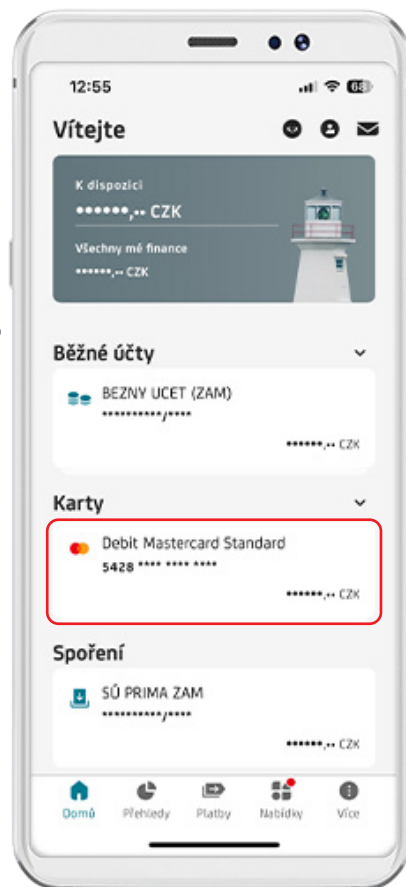 12:55
68
Vítejte
K dispozici
••••••,•• CZK
Všechny mé finance
••••••,•• CZK
Běžné účty
BEZNY UCET (ZAM)
**********/****
••••••,•• CZK
Karty
Debit Mastercard Standard
5428 **** **** ****
••••••,•• CZK
Spoření
SÚ PRIMA ZAM
**********/****
••••••,•• CZK
Domů Přehledy Platby Nabídky Více